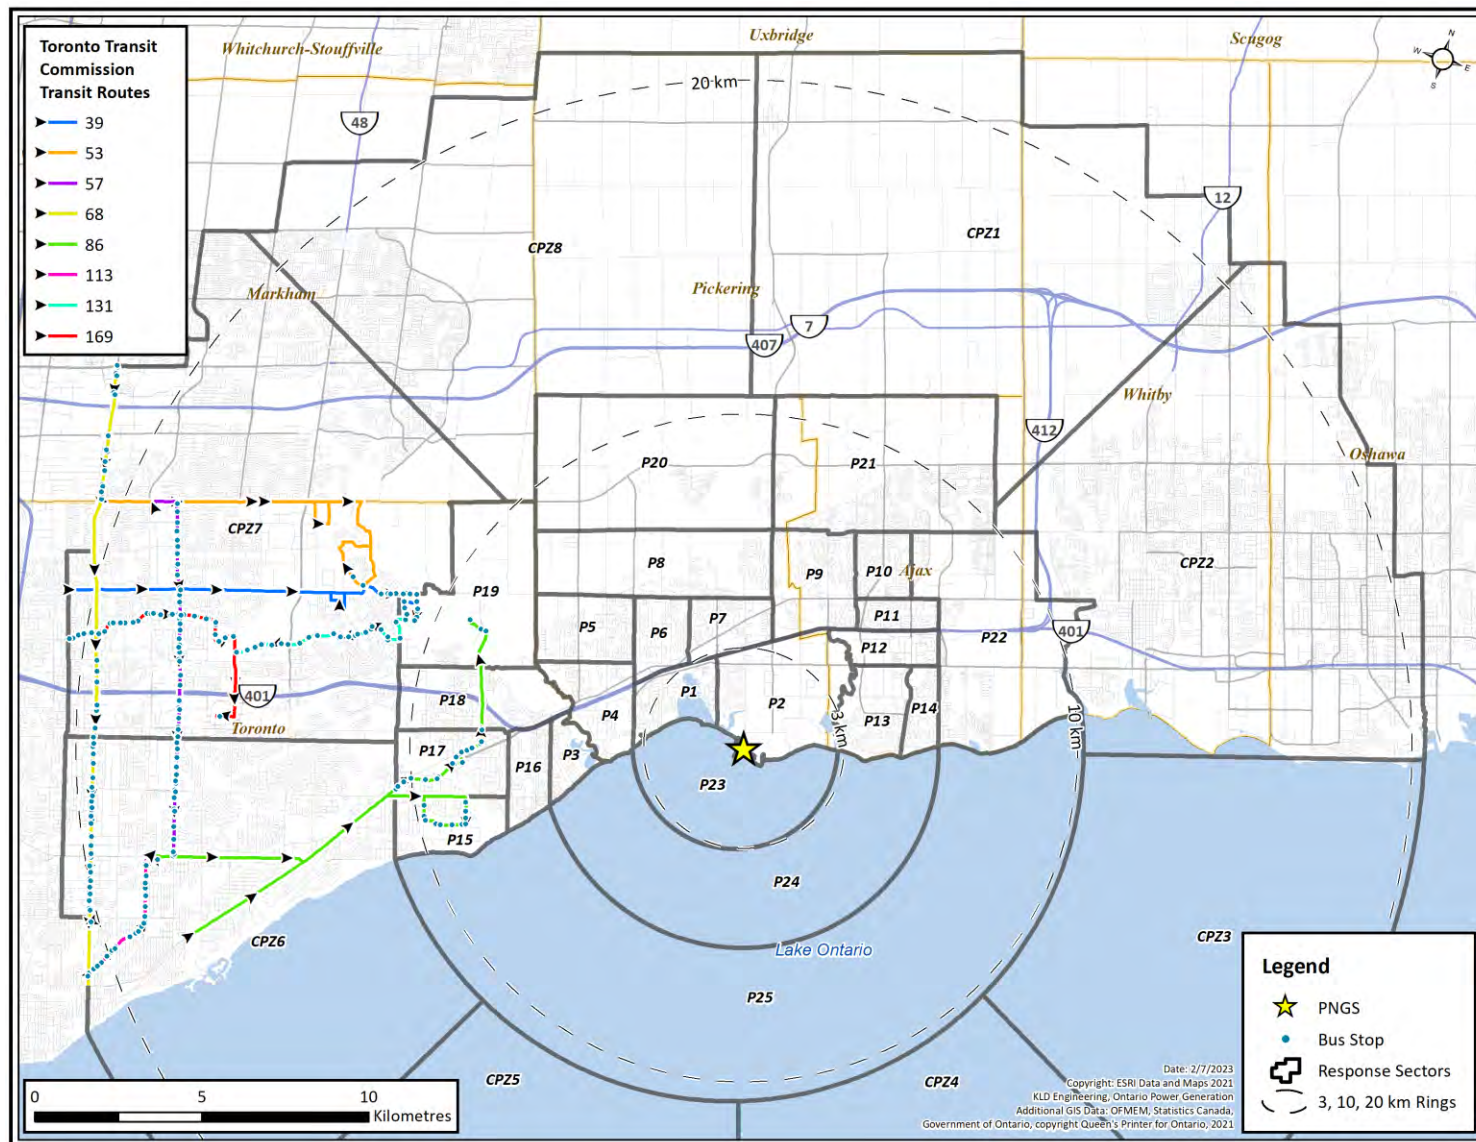 Toronto Transit
Commission
Transit Routes
39
53
57
68
86
113
131
169
Whitchurch-Stouffville
Uxbridge
Scugog
N
W
E
S
20 km
48
12
CPZ8
CPZ1
Markham
Pickering
7
407
Whitby
412
Oshawa
P20
P21
CPZ7
P8
P9
P10
Ajax
CPZ2
P19
P5
P6
P7
P11
P22
401
P12
P18
401
P1
P2
P4
P13
P14
3 km
10 km
Toronto
P17
P16
P3
P23
P15
P24
CPZ6
Lake Ontario
CPZ3
P25
CPZ5
CPZ4
Legend
PNGS
Bus Stop
Response Sectors
3, 10, 20 km Rings
Date: 2/7/2023
Copyright: ESRI Data and Maps 2021
KLD Engineering, Ontario Power Generation
Additional GIS Data: OFMEM, Statistics Canada,
Government of Ontario, copyright Queen's Printer for Ontario, 2021
0 5 10
Kilometres